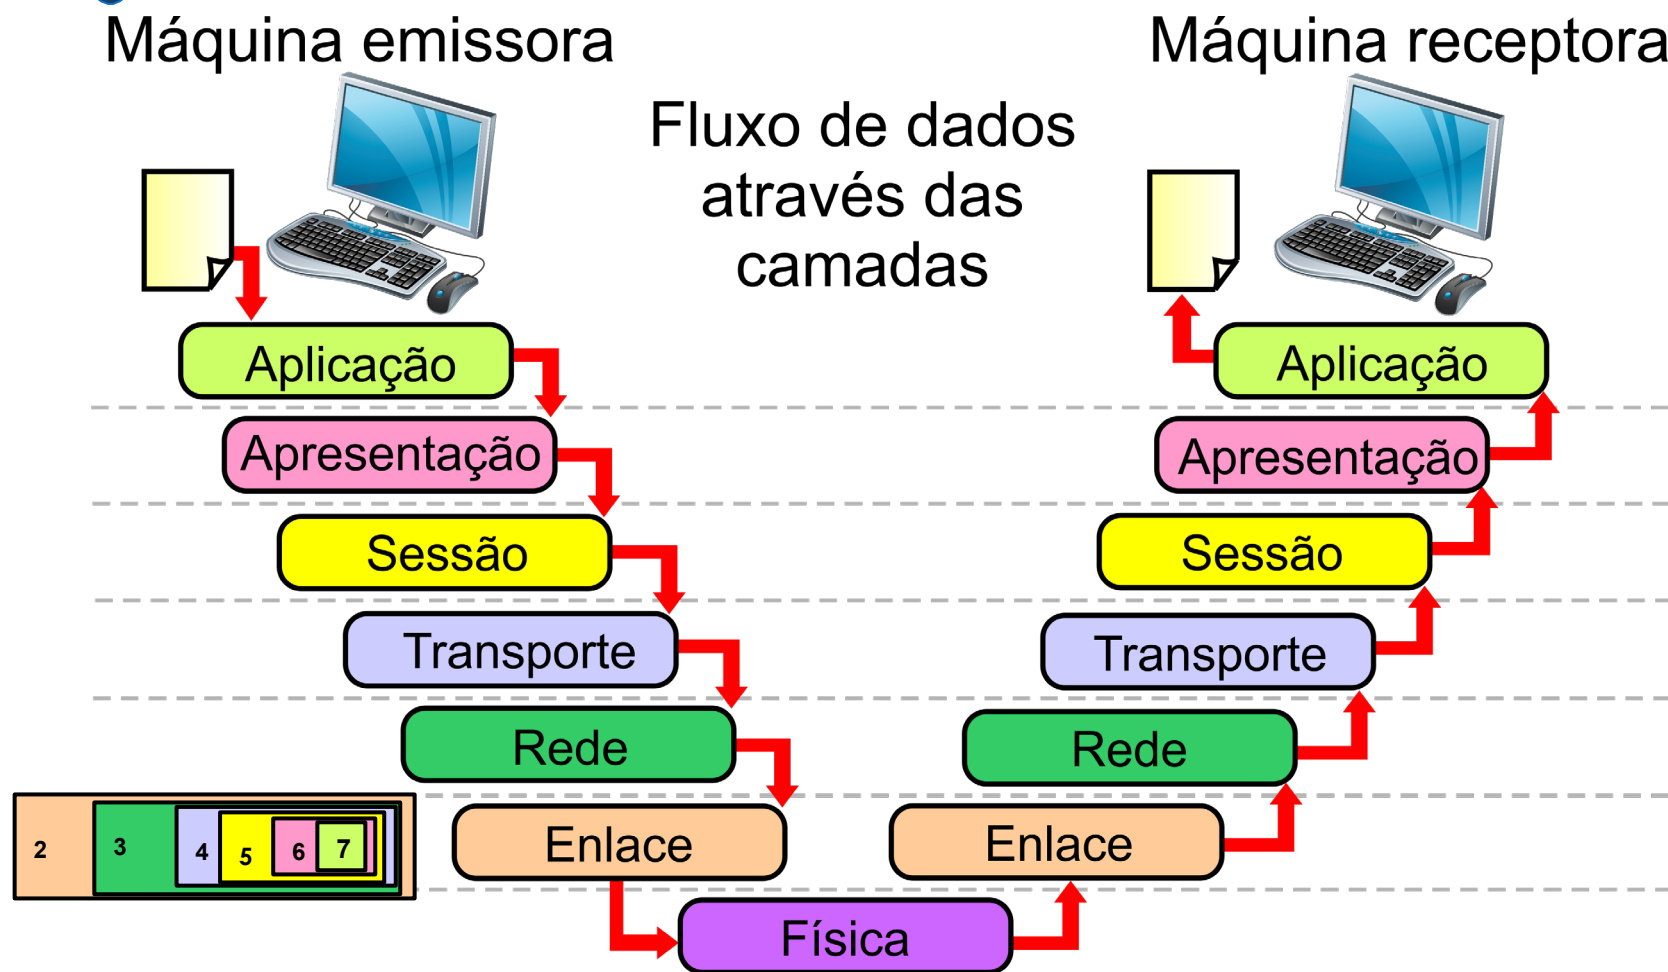 Máquina emissora
Máquina receptora
Fluxo de dados
através das
camadas
Aplicação
Aplicação
Apresentação
Apresentação
Sessão
Sessão
Transporte
Transporte
Rede
Rede
2 3 4 5 6 7
Enlace
Enlace
Física